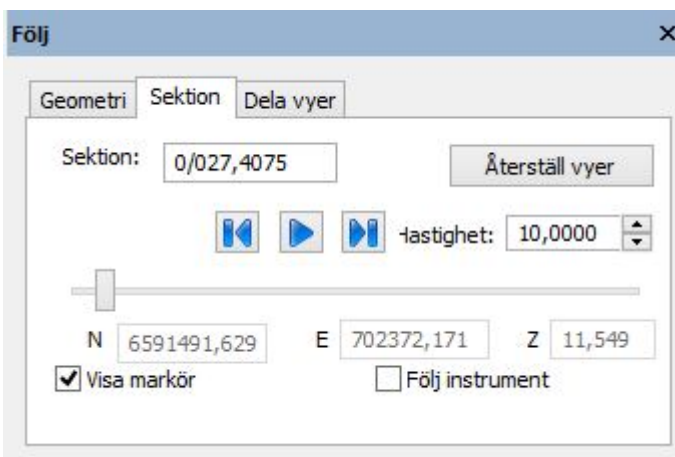 Följ
Geometri Sektion Dela vyer
Sektion: 0/027,4075 Återställ vyer
Hastighet: 10,0000
N 6591491,629 E 702372,171 Z 11,549
Visa markör Följ instrument